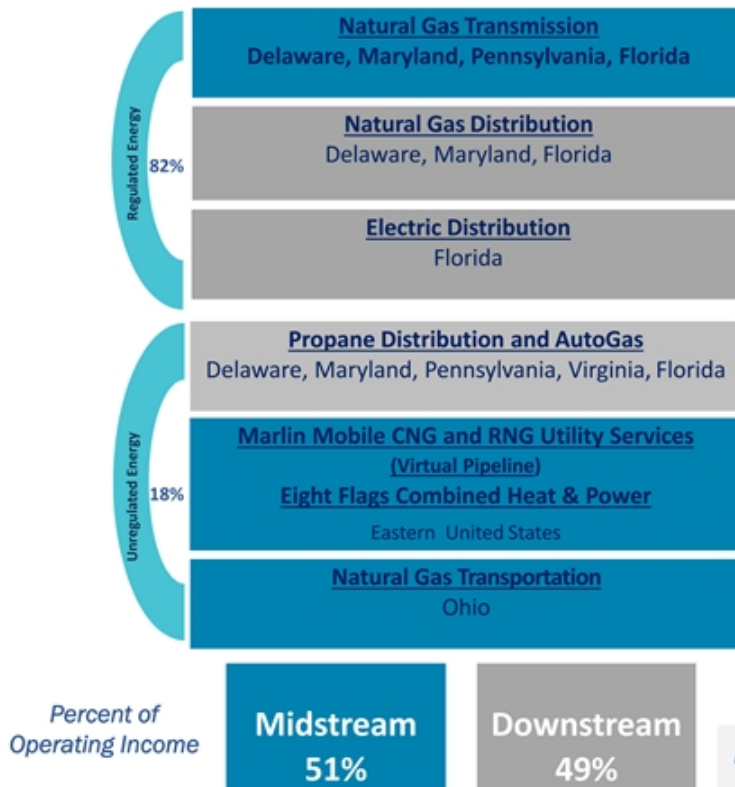 Natural Gas Transmission
Delaware, Maryland, Pennsylvania, Florida
Natural Gas Distribution
Delaware, Maryland, Florida
Electric Distribution
Florida
Regulated Energy
82%
Propane Distribution and AutoGas
Delaware, Maryland, Pennsylvania, Virginia, Florida
Marlin Mobile CNG and RNG Utility Services
(Virtual Pipeline)
Eight Flags Combined Heat & Power
Eastern United States
Natural Gas Transportation
Ohio
Unregulated Energy
18%
Percent of
Operating Income
Midstream
51%
Downstream
49%